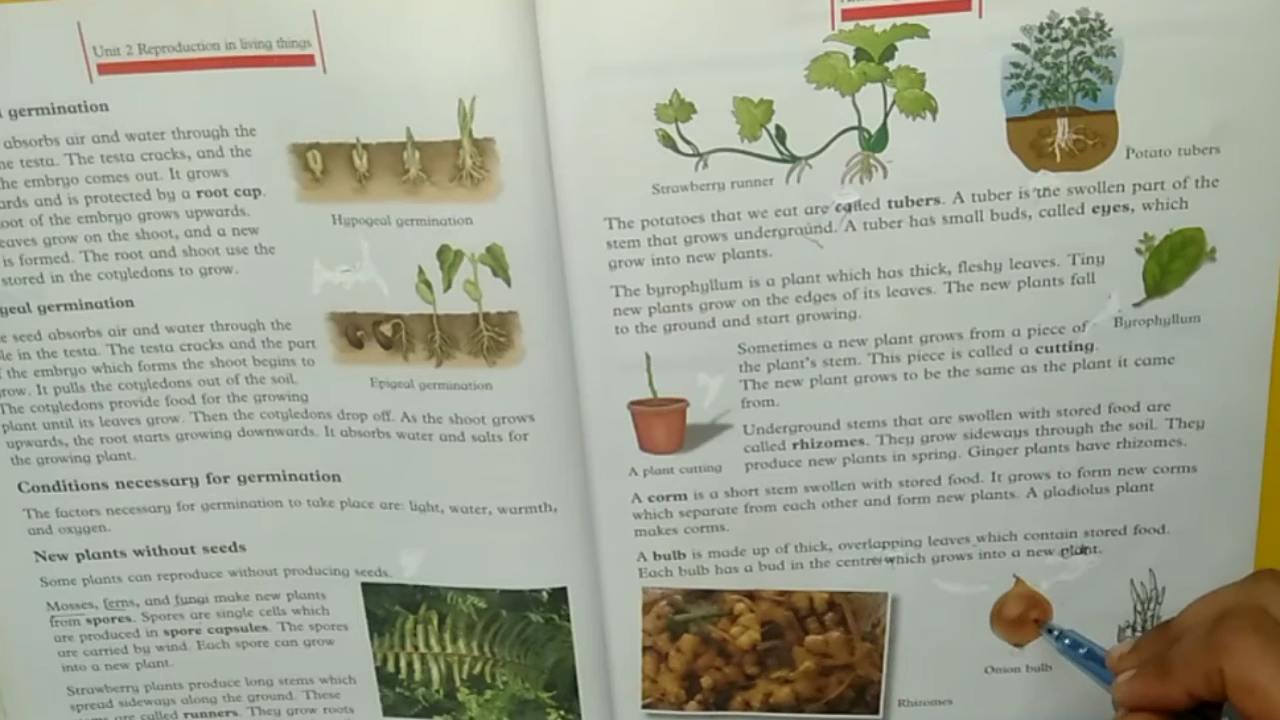 Unit 2 Reproduction in living things
germination
absorbs air and water through the
testa. The testa cracks, and the
embryo comes out. It grows
and is protected by a root cap.
of the embryo grows upwards.
grow on the shoot, and a new
is formed. The root and shoot use the
stored in the cotyledons to grow.
Hypogeal germination
germination
seed absorbs air and water through the
in the testa. The testa cracks and the part
the embryo which forms the shoot begins to
It pulls the cotyledons out of the soil.
The cotyledons provide food for the growing
plant until its leaves grow. Then the cotyledons drop off. As the shoot grows
upwards, the root starts growing downwards. It absorbs water and salts for
the growing plant.
Epigeal germination
Conditions necessary for germination
The factors necessary for germination to take place are: light, water, warmth,
and oxygen.
New plants without seeds
Some plants can reproduce without producing seeds.
Mosses, ferns, and fungi make new plants
from spores. Spores are single cells which
are produced in spore capsules. The spores
are carried by wind. Each spore can grow
into a new plant.
Strawberry plants produce long stems which
spread sideways along the ground. These
are called runners. They grow roots
Strawberry runner
Potato tubers
The potatoes that we eat are called tubers. A tuber is the swollen part of the
stem that grows underground. A tuber has small buds, called eyes, which
grow into new plants.
The byrophyllum is a plant which has thick, fleshy leaves. Tiny
new plants grow on the edges of its leaves. The new plants fall
to the ground and start growing.
Byrophyllum
Sometimes a new plant grows from a piece of
the plant's stem. This piece is called a cutting.
The new plant grows to be the same as the plant it came
from.
A plant cutting
Underground stems that are swollen with stored food are
called rhizomes. They grow sideways through the soil. They
produce new plants in spring. Ginger plants have rhizomes.
A corm is a short stem swollen with stored food. It grows to form new corms
which separate from each other and form new plants. A gladiolus plant
makes corms.
A bulb is made up of thick, overlapping leaves which contain stored food.
Each bulb has a bud in the centre which grows into a new plant.
Onion bulb
Rhizomes